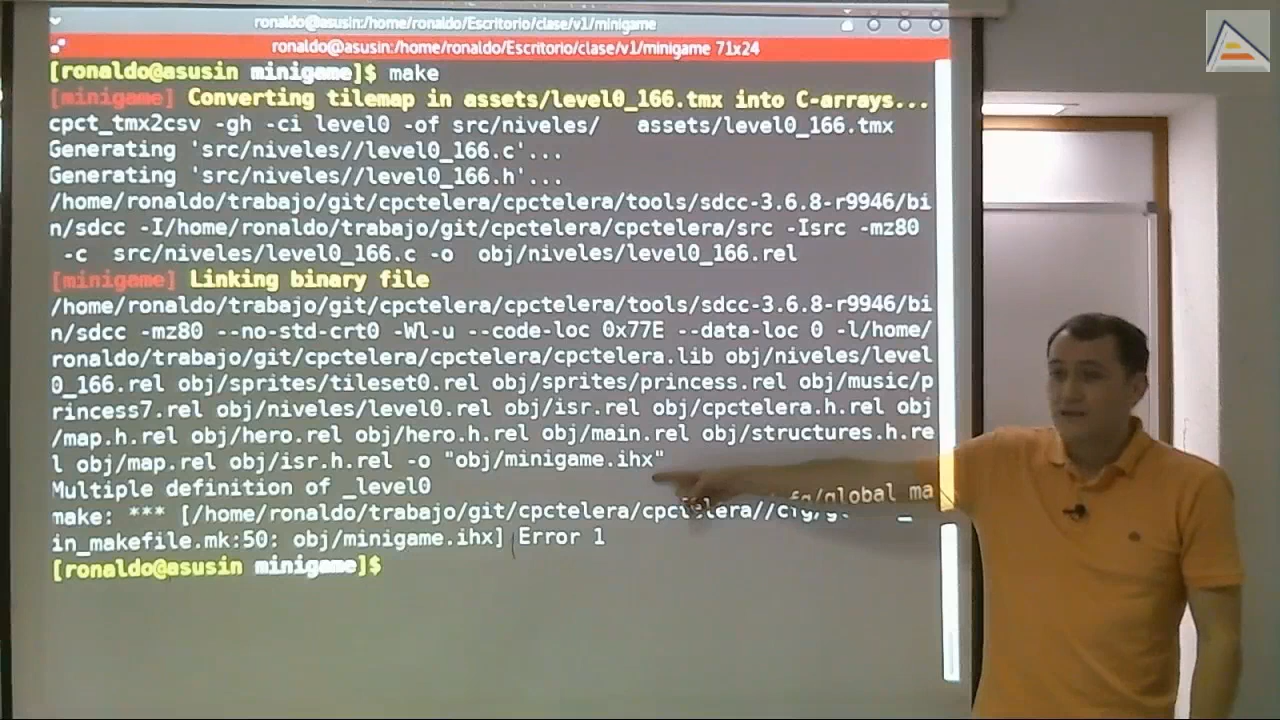 ronaldo@asusin:/home/ronaldo/Escritorio/clase/v1/minigame
ronaldo@asusin:/home/ronaldo/Escritorio/clase/v1/minigame 71x24
[ronaldo@asusin minigame]$ make
[minigame] Converting tilemap in assets/level0_166.tmx into C-arrays...
cpct_tmx2csv -gh -ci level0 -of src/niveles/   assets/level0_166.tmx
Generating 'src/niveles//level0_166.c'...
Generating 'src/niveles//level0_166.h'...
/home/ronaldo/trabajo/git/cpctelera/cpctelera/tools/sdcc-3.6.8-r9946/bi
n/sdcc -I/home/ronaldo/trabajo/git/cpctelera/cpctelera/src -Isrc -mz80
 -c  src/niveles/level0_166.c -o  obj/niveles/level0_166.rel
[minigame] Linking binary file
/home/ronaldo/trabajo/git/cpctelera/cpctelera/tools/sdcc-3.6.8-r9946/bi
n/sdcc -mz80 --no-std-crt0 -Wl-u --code-loc 0x77E --data-loc 0 -l/home/
ronaldo/trabajo/git/cpctelera/cpctelera/cpctelera.lib obj/niveles/level
0_166.rel obj/sprites/tileset0.rel obj/sprites/princess.rel obj/music/p
rincess7.rel obj/niveles/level0.rel obj/isr.rel obj/cpctelera.h.rel obj
/map.h.rel obj/hero.rel obj/hero.h.rel obj/main.rel obj/structures.h.re
l obj/map.rel obj/isr.h.rel -o "obj/minigame.ihx"
Multiple definition of _level0
make: *** [/home/ronaldo/trabajo/git/cpctelera/cpctelera//cfg/global_ma
in_makefile.mk:50: obj/minigame.ihx] Error 1
[ronaldo@asusin minigame]$